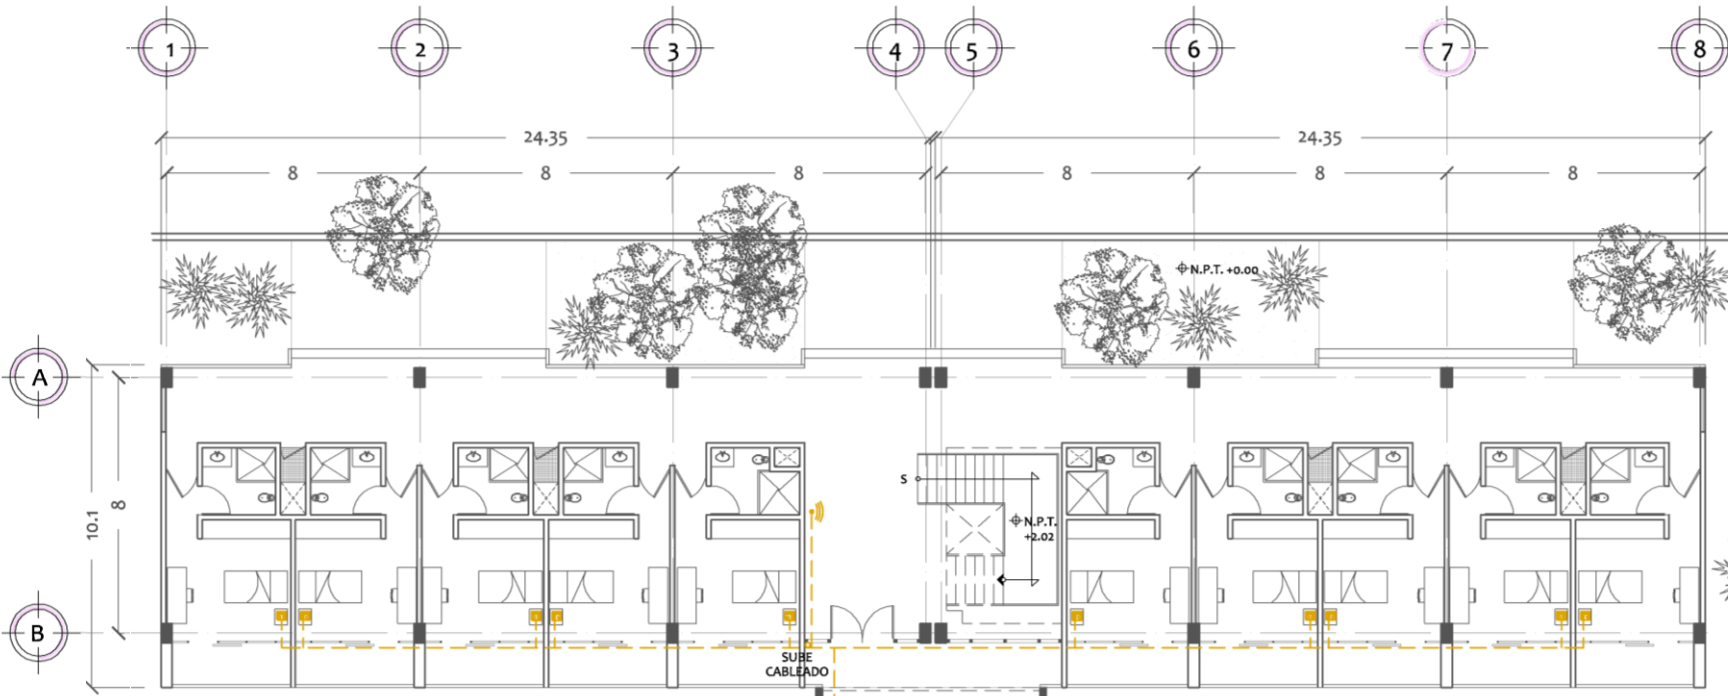 1 2 3 4 5 6 7 8
24.35 24.35
8 8 8 8 8 8
N.P.T. +0.00
A
S
10.1
8
N.P.T.
+2.02
B
SUBE
CABLEADO